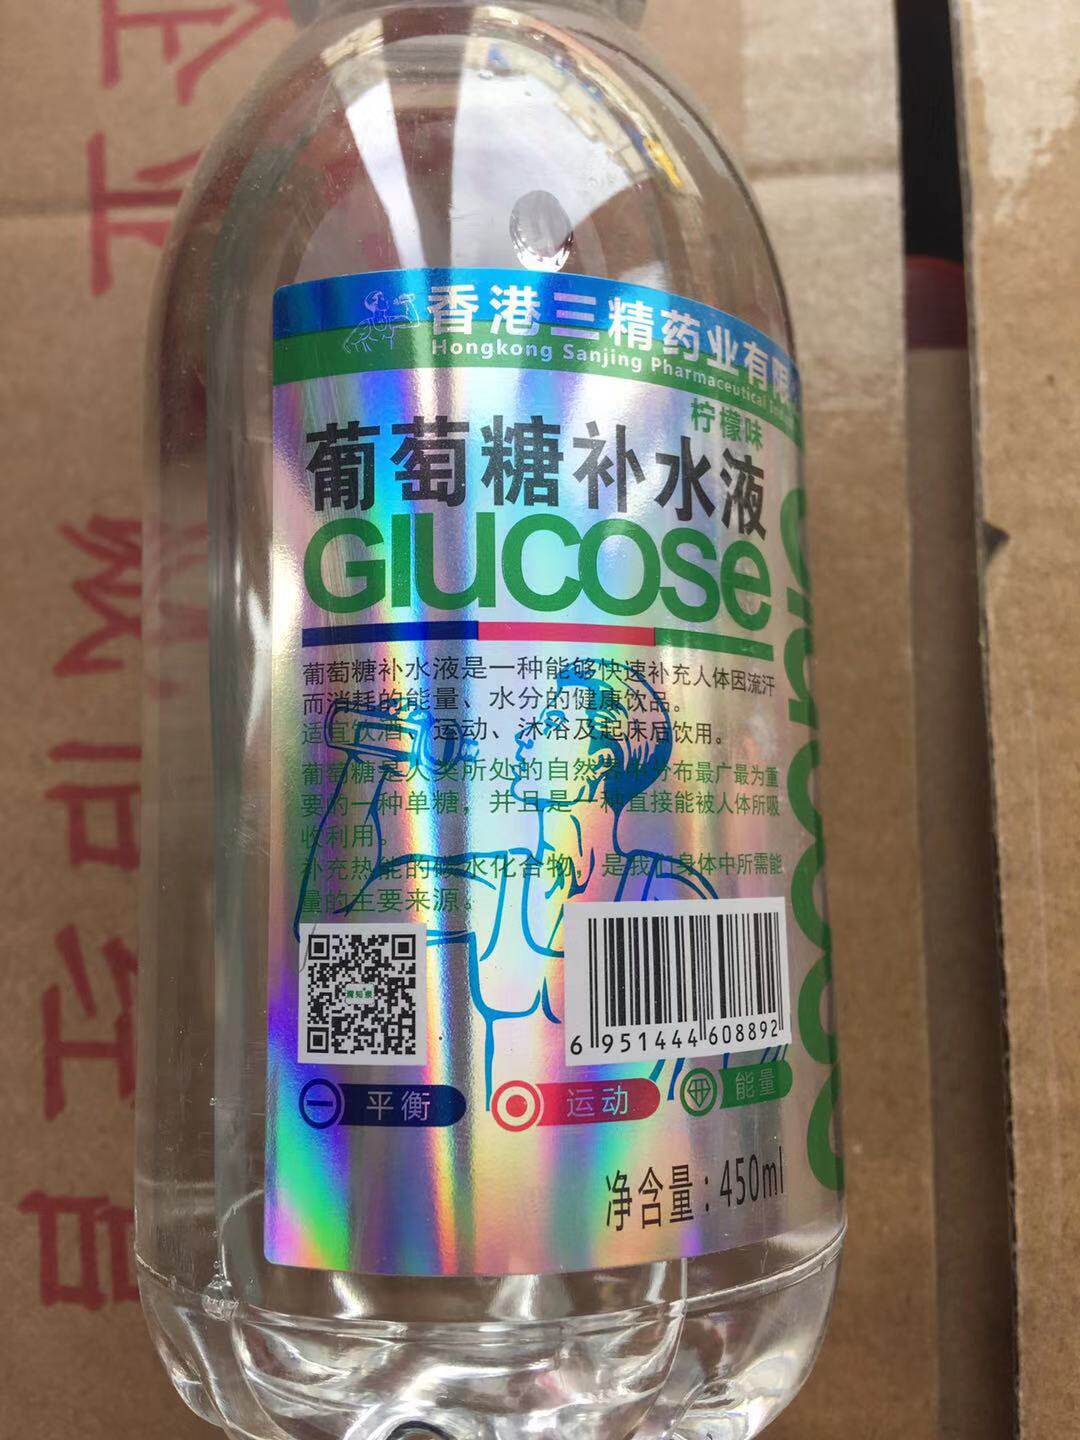 香港三精药业有限
Hongkong Sanjing Pharmaceutical
柠檬味
葡萄糖补水液
GLUCOSE
葡萄糖补水液是一种能够快速补充人体因流汗
而消耗的能量、水分的健康饮品。
适宜饮酒、运动、沐浴及起床后饮用。
葡萄糖是人类所处的自然界中分布最广最为重
要的一种单糖，并且是一种直接能被人体所吸
收利用。
补充热能的碳水化合物，是我们身体中所需能
量的主要来源。
6 951444 608892
平衡
运动
能量
净含量：450ml